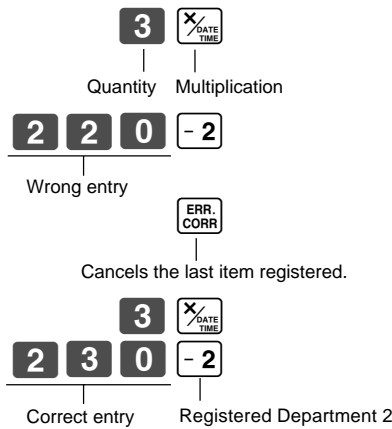 3 ×/DATE TIME
Quantity Multiplication
2 2 0 - 2
Wrong entry
ERR. CORR
Cancels the last item registered.
3 ×/DATE TIME
2 3 0 - 2
Correct entry Registered Department 2